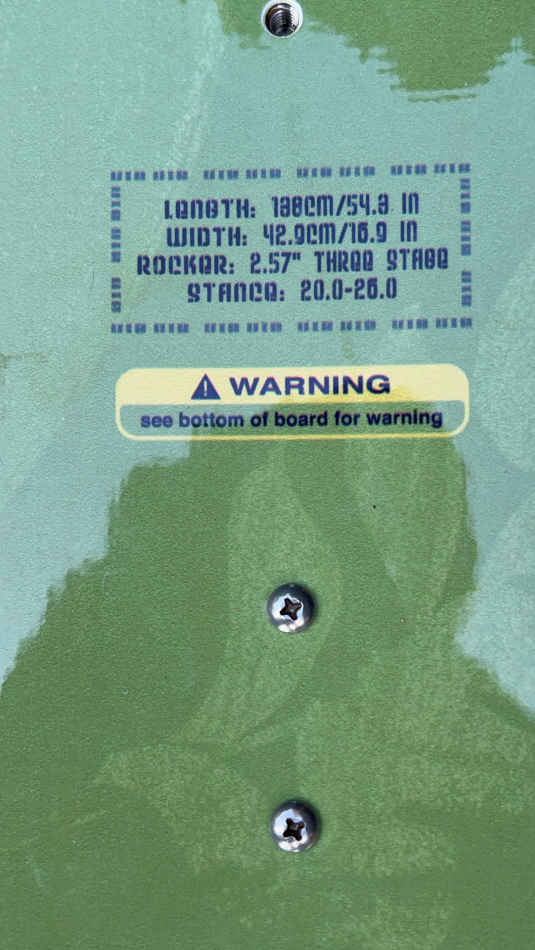 LENGTH: 138CM/54.3 IN
WIDTH: 42.9CM/16.9 IN
ROCKER: 2.57" THREE STAGE
STANCE: 20.0-26.0
WARNING
see bottom of board for warning